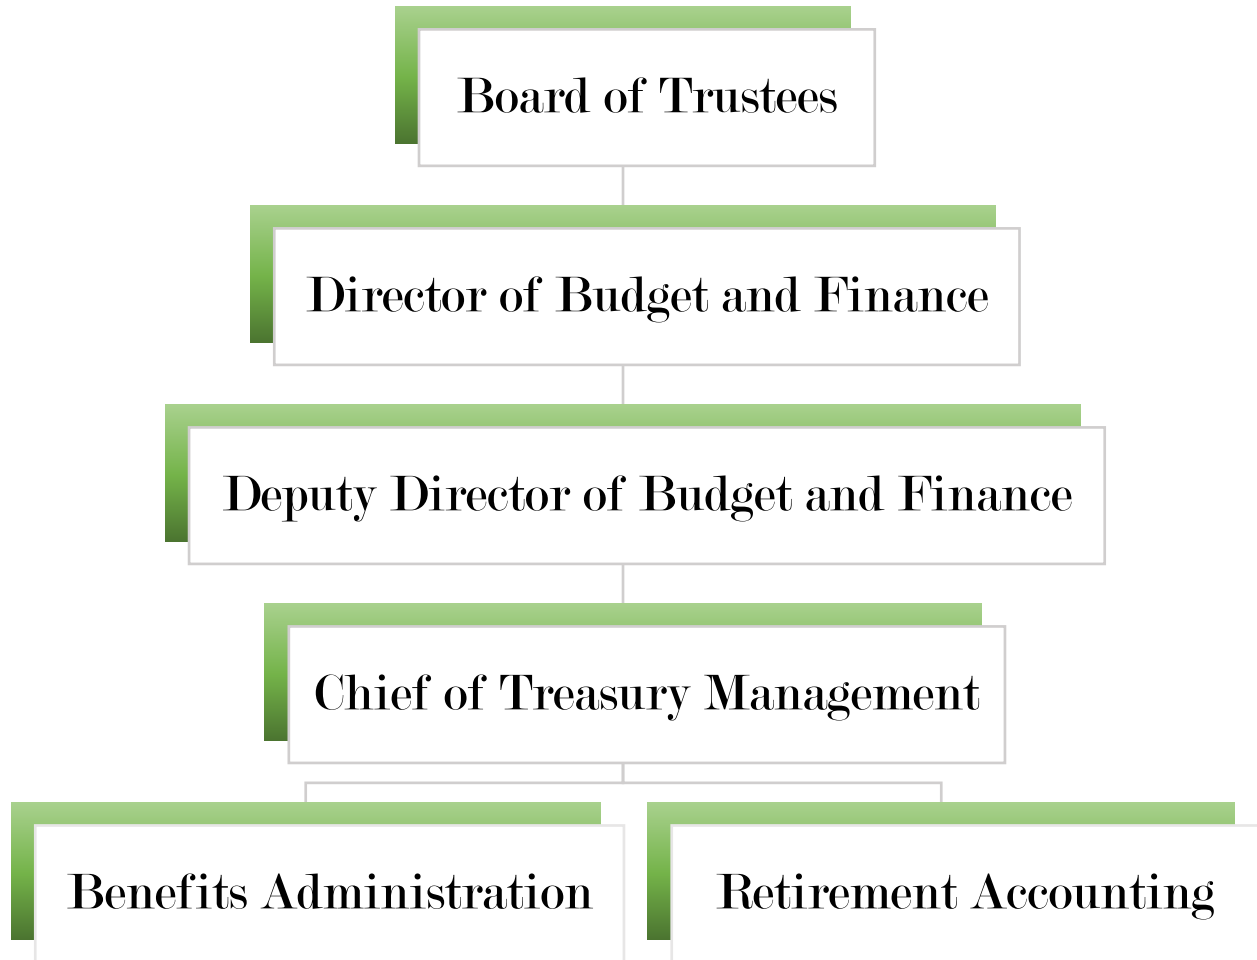 Board of Trustees
Director of Budget and Finance
Deputy Director of Budget and Finance
Chief of Treasury Management
Benefits Administration
Retirement Accounting